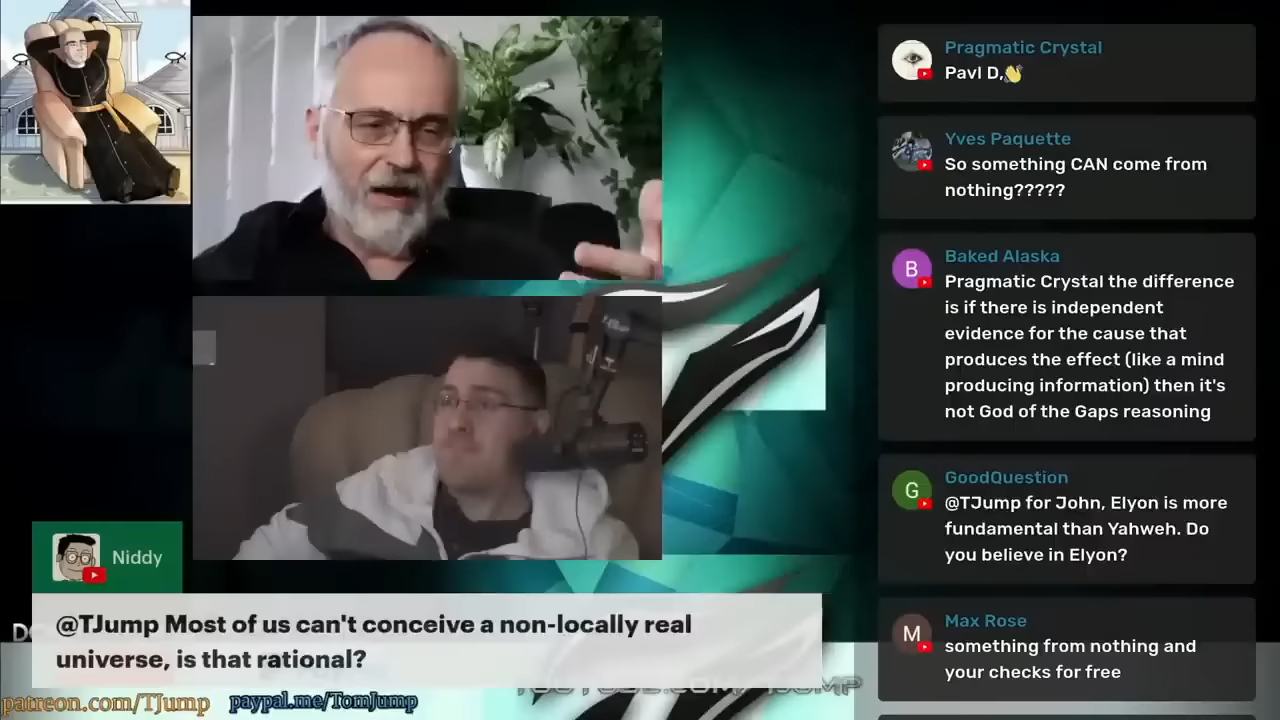 Pragmatic Crystal
Pavl D,👋
Yves Paquette
So something CAN come from
nothing?????
B
Baked Alaska
Pragmatic Crystal the difference
is if there is independent
evidence for the cause that
produces the effect (like a mind
producing information) then it's
not God of the Gaps reasoning
G
GoodQuestion
@TJump for John, Elyon is more
fundamental than Yahweh. Do
you believe in Elyon?
M
Max Rose
something from nothing and
your checks for free
Niddy
@TJump Most of us can't conceive a non-locally real
universe, is that rational?
YOUTUBE.COM/TJUMP
patreon.com/TJump
paypal.me/TomJump